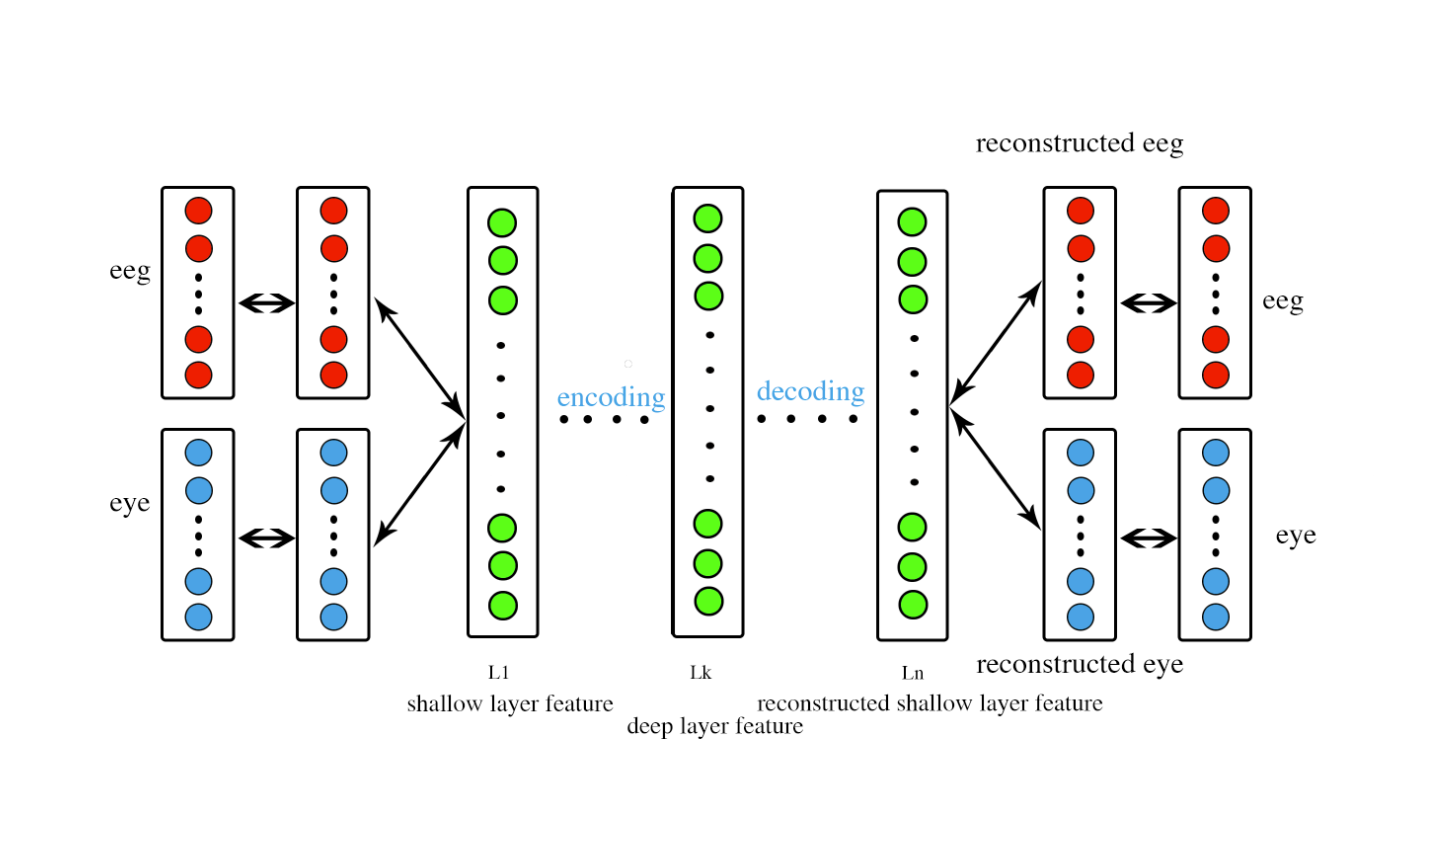 reconstructed eeg
eeg
eeg
encoding
decoding
eye
eye
L1
Lk
Ln
reconstructed eye
shallow layer feature
reconstructed shallow layer feature
deep layer feature